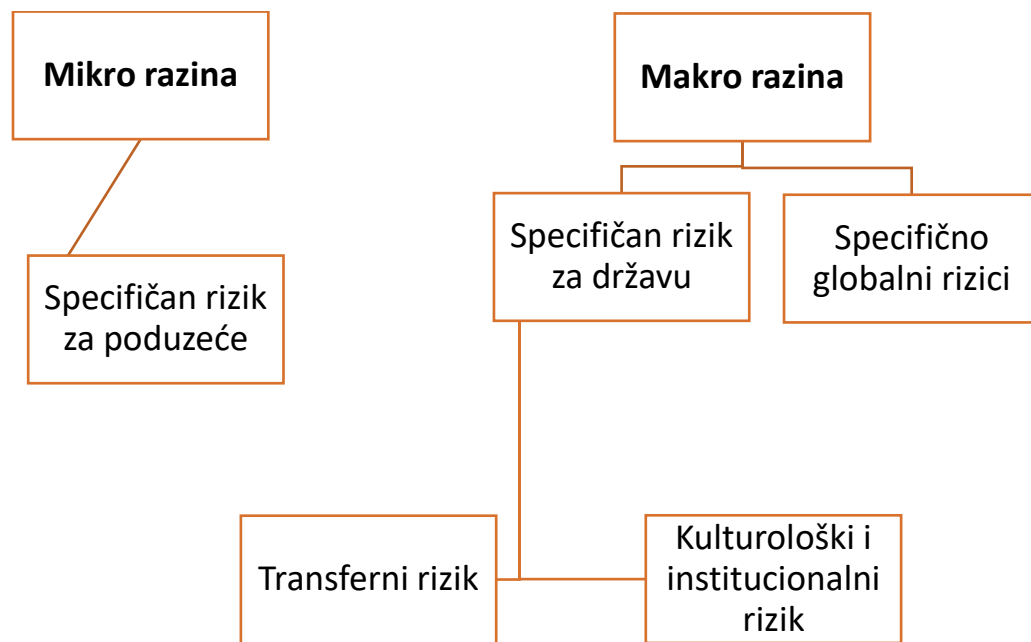 Mikro razina
Makro razina
Specifičan rizik
za državu
Specifično
globalni rizici
Specifičan rizik
za poduzeće
Transferni rizik
Kulturološki i
institucionalni
rizik